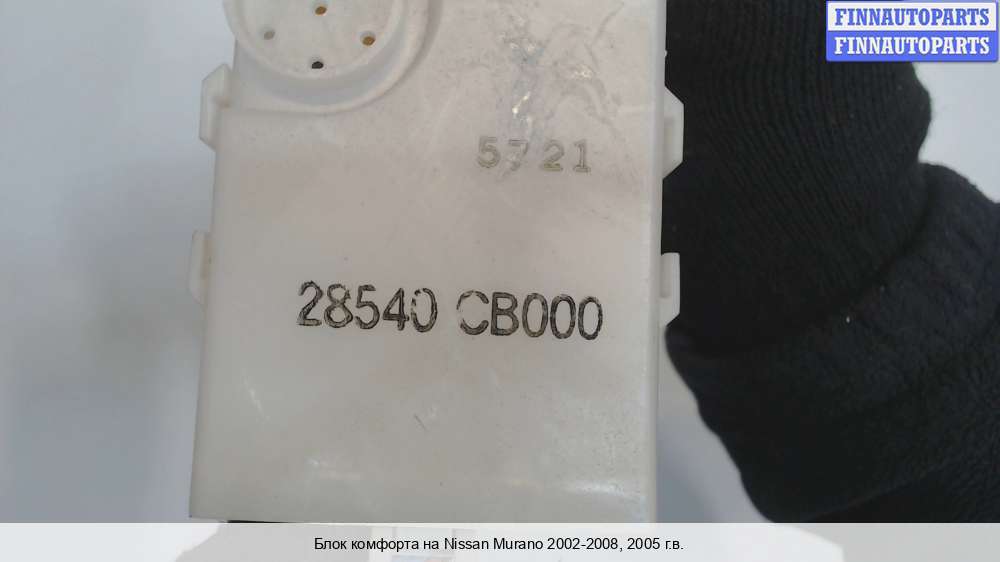 FINNAUTOPARTS
FINNAUTOPARTS
5721
28540 CB000
Блок комфорта на Nissan Murano 2002-2008, 2005 г.в.